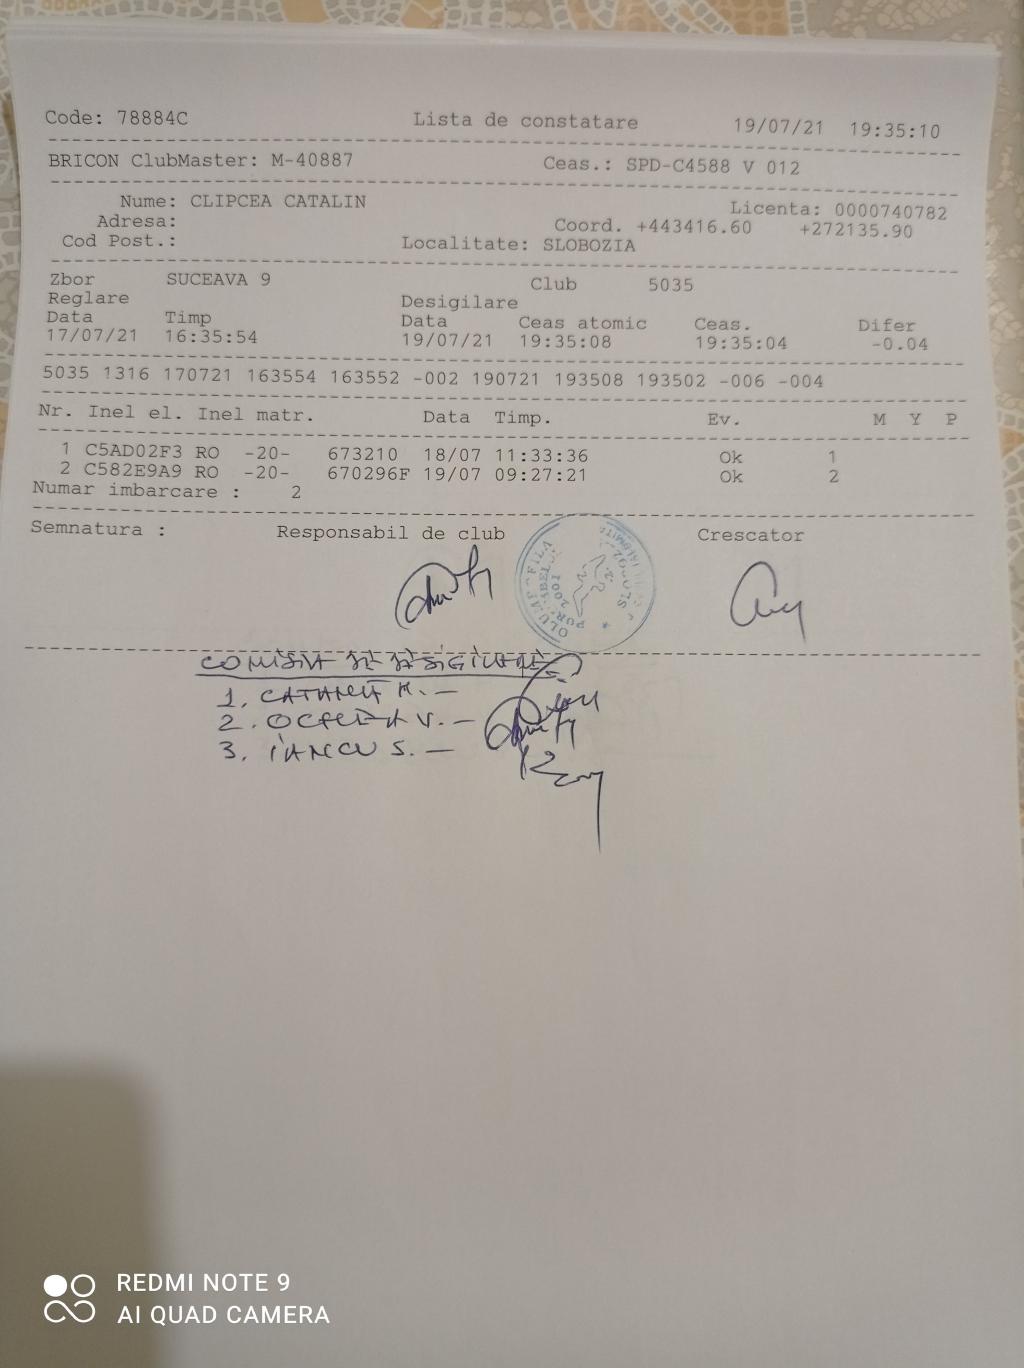 Code: 78884C Lista de constatare 19/07/21 19:35:10
BRICON ClubMaster: M-40887 Ceas.: SPD-C4588 V 012
Nume: CLIPCEA CATALIN Licenta: 0000740782
Adresa: Coord. +443416.60 +272135.90
Cod Post.: Localitate: SLOBOZIA
Zbor SUCEAVA 9 Club 5035
Reglare Desigilare
Data Timp Data Ceas atomic Ceas. Difer
17/07/21 16:35:54 19/07/21 19:35:08 19:35:04 -0.04
5035 1316 170721 163554 163552 -002 190721 193508 193502 -006 -004
Nr. Inel el. Inel matr. Data Timp. Ev. M Y P
1 C5AD02F3 RO -20- 673210 18/07 11:33:36 Ok 1
2 C582E9A9 RO -20- 670296F 19/07 09:27:21 Ok 2
Numar imbarcare : 2
Semnatura : Responsabil de club Crescator
2001
COMISIA DE DESIGILARE
1.
2. V. -
3. IANCU S. -
REDMI NOTE 9
AI QUAD CAMERA